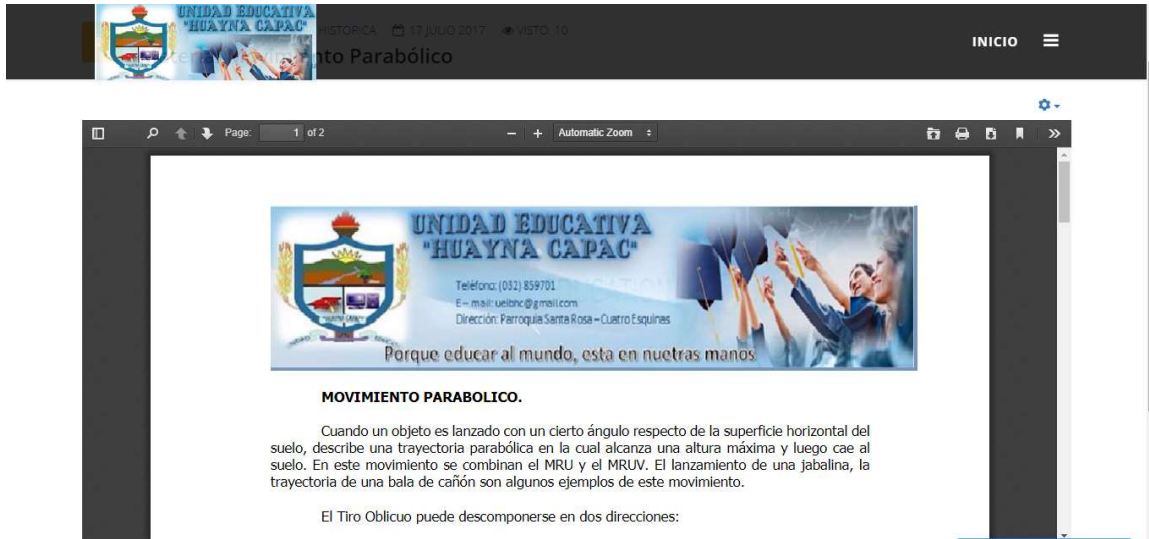 UNIDAD EDUCATIVA
"HUAYNA CAPAC"
HISTORICA 17 JULIO 2017 VISTO: 10
to Parabólico
INICIO
Page: 1 of 2
Automatic Zoom
UNIDAD EDUCATIVA
"HUAYNA CAPAC"
Teléfono: (032) 859701
E-mail: ueibhc@gmail.com
Dirección: Parroquia Santa Rosa – Cuatro Esquinas
Porque educar al mundo, esta en nuetras manos
MOVIMIENTO PARABOLICO.
Cuando un objeto es lanzado con un cierto ángulo respecto de la superficie horizontal del
suelo, describe una trayectoria parabólica en la cual alcanza una altura máxima y luego cae al
suelo. En este movimiento se combinan el MRU y el MRUV. El lanzamiento de una jabalina, la
trayectoria de una bala de cañón son algunos ejemplos de este movimiento.
El Tiro Oblicuo puede descomponerse en dos direcciones: